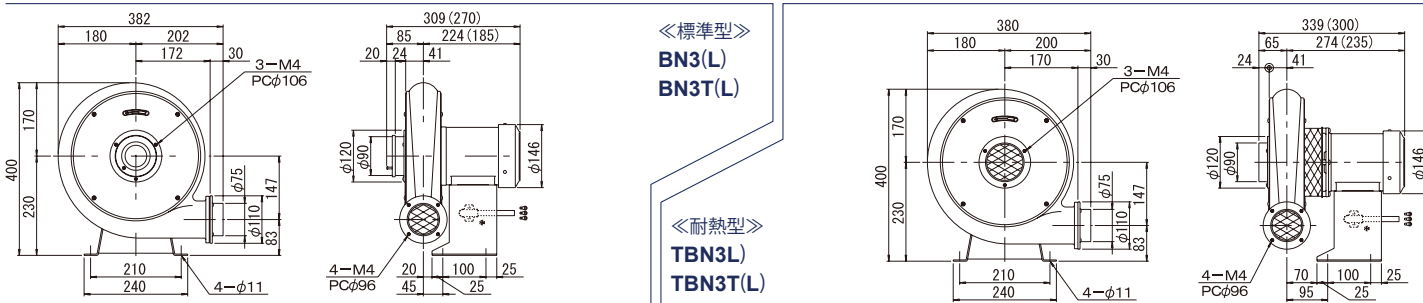 382
180
202
172
30
3−M4
PCφ106
400
170
230
147
83
φ75
φ110
210
240
4−φ11
309(270)
85
224(185)
20
24
41
φ120
φ90
φ146
*
4−M4
PCφ96
20
100
25
45
25
≪標準型≫
BN3(L)
BN3T(L)
≪耐熱型≫
TBN3L)
TBN3T(L)
380
180
200
170
30
3−M4
PCφ106
400
170
230
147
83
φ75
φ110
210
240
4−φ11
339(300)
65
274(235)
24
41
φ120
φ90
φ146
*
4−M4
PCφ96
70
100
25
95
25